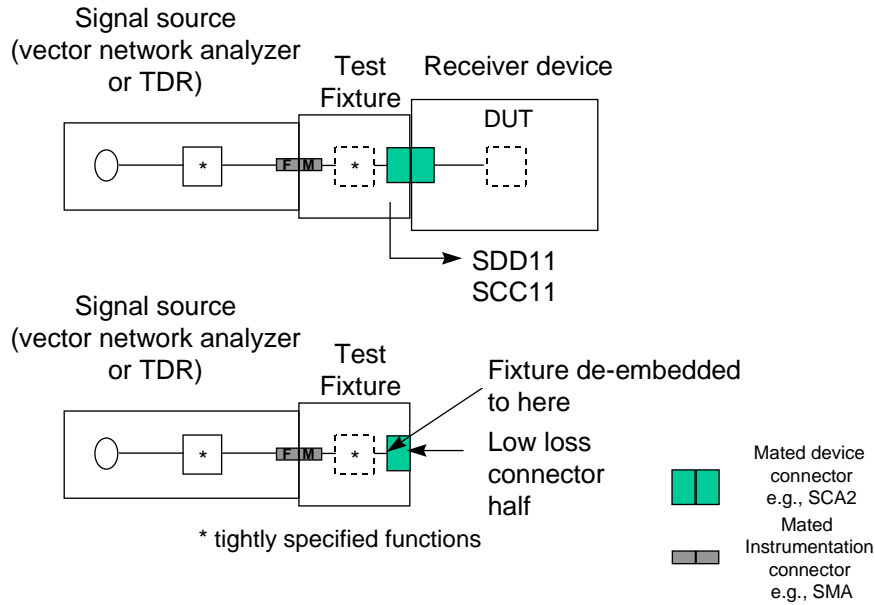 Signal source
(vector network analyzer
or TDR)
Test
Fixture
Receiver device
DUT
*
F M
*
SDD11
SCC11
Signal source
(vector network analyzer
or TDR)
Test
Fixture
Fixture de-embedded
to here
*
F M
*
Low loss
connector
half
* tightly specified functions
Mated device
connector
e.g., SCA2
Mated
Instrumentation
connector
e.g., SMA